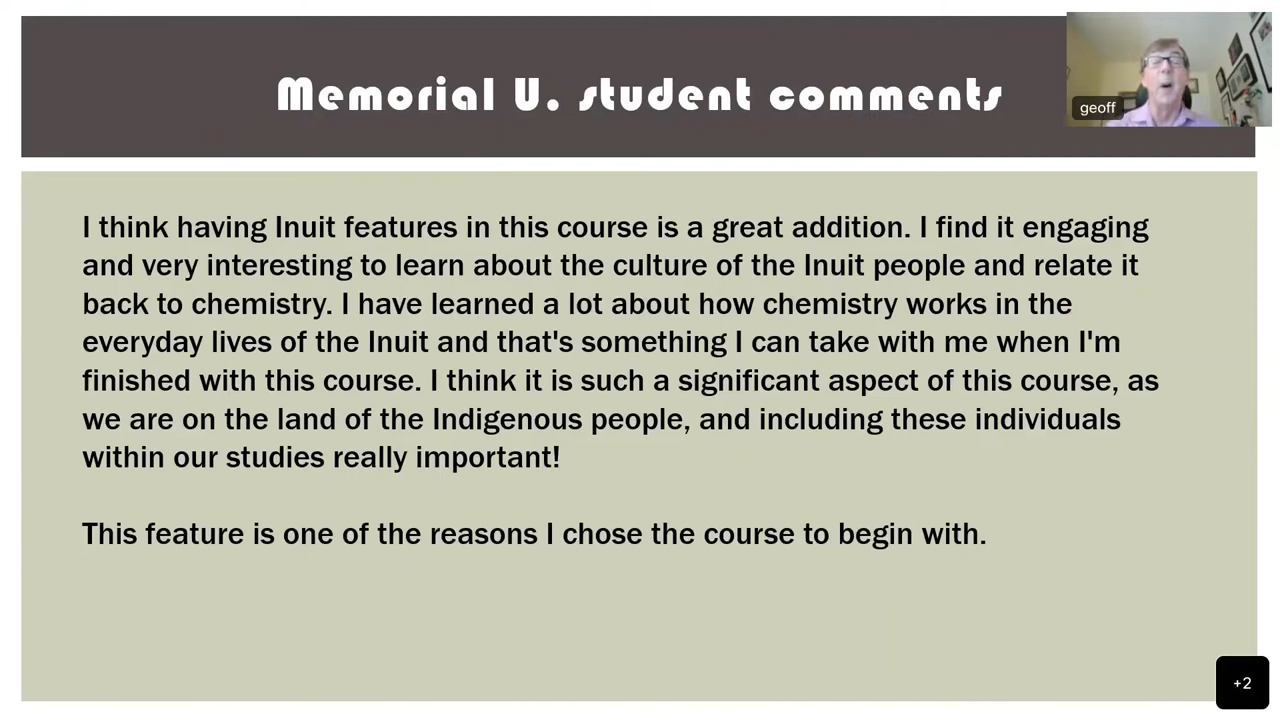 Memorial U. student comments
geoff
I think having Inuit features in this course is a great addition. I find it engaging
and very interesting to learn about the culture of the Inuit people and relate it
back to chemistry. I have learned a lot about how chemistry works in the
everyday lives of the Inuit and that's something I can take with me when I'm
finished with this course. I think it is such a significant aspect of this course, as
we are on the land of the Indigenous people, and including these individuals
within our studies really important!
This feature is one of the reasons I chose the course to begin with.
+2